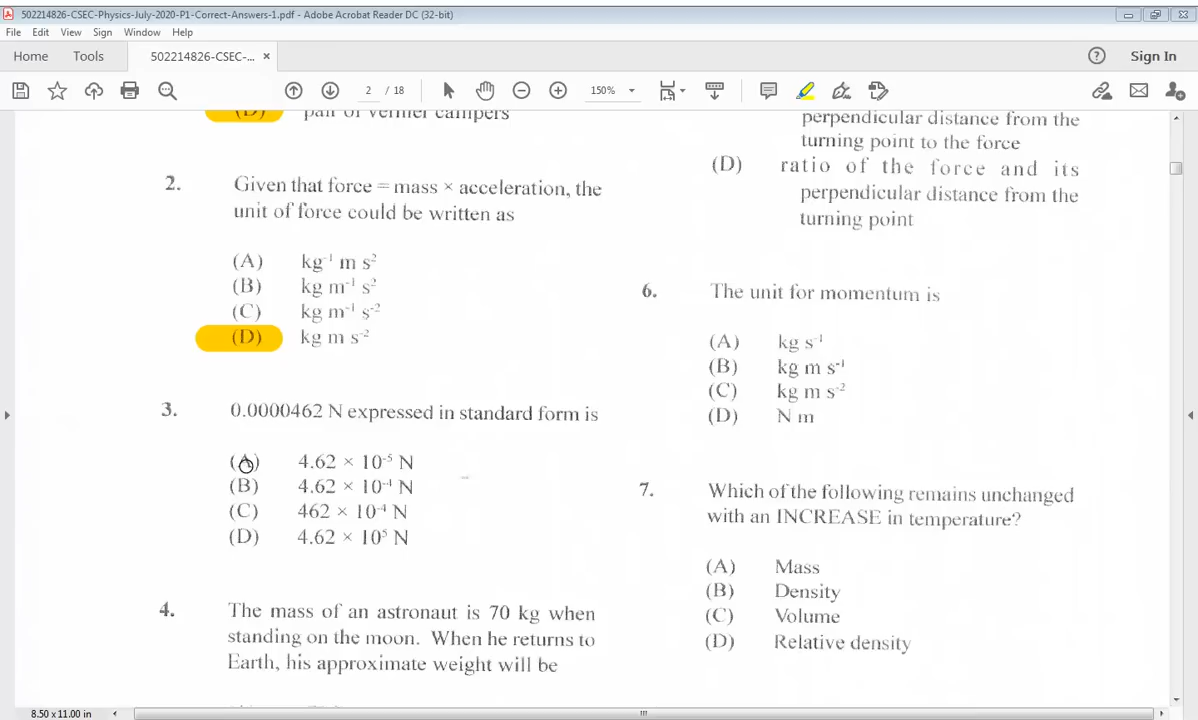 502214826-CSEC-Physics-July-2020-P1-Correct-Answers-1.pdf - Adobe Acrobat Reader DC (32-bit)
File Edit View Sign Window Help
Home Tools 502214826-CSEC-... × Sign In
2 / 18 150%
(D) pair of vernier callipers
2. Given that force = mass × acceleration, the
unit of force could be written as
(A) kg⁻¹ m s²
(B) kg m⁻¹ s²
(C) kg m⁻¹ s⁻²
(D) kg m s⁻²
3. 0.0000462 N expressed in standard form is
(A) 4.62 × 10⁻⁵ N
(B) 4.62 × 10⁻⁴ N
(C) 462 × 10⁻⁴ N
(D) 4.62 × 10⁵ N
4. The mass of an astronaut is 70 kg when
standing on the moon. When he returns to
Earth, his approximate weight will be
perpendicular distance from the
turning point to the force
(D) ratio of the force and its
perpendicular distance from the
turning point
6. The unit for momentum is
(A) kg s⁻¹
(B) kg m s⁻¹
(C) kg m s⁻²
(D) N m
7. Which of the following remains unchanged
with an INCREASE in temperature?
(A) Mass
(B) Density
(C) Volume
(D) Relative density
8.50 x 11.00 in